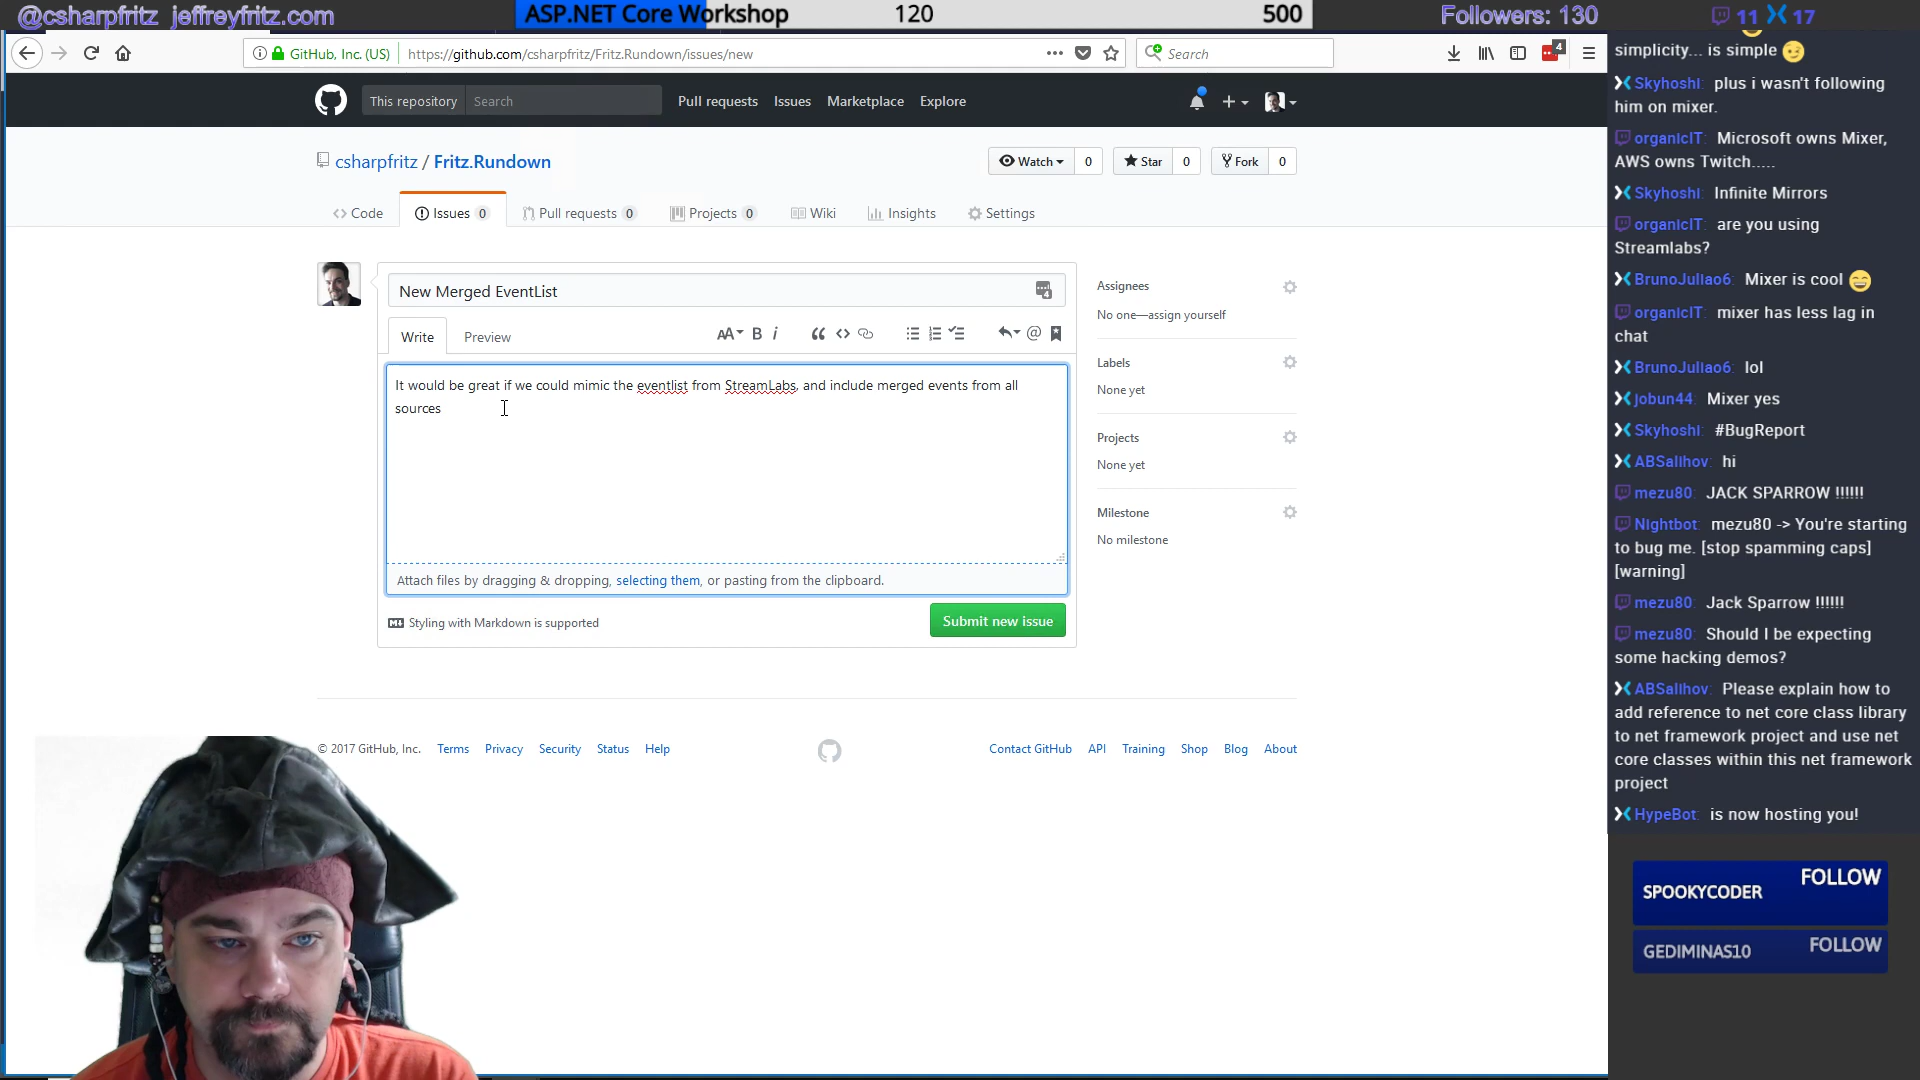 @csharpfritz jeffreyfritz.com
ASP.NET Core Workshop 120 500
Followers: 130 11 17
GitHub, Inc. (US) https://github.com/csharpfritz/Fritz.Rundown/issues/new
Search
4
This repository Search
Pull requests Issues Marketplace Explore
csharpfritz / Fritz.Rundown
Watch 0 Star 0 Fork 0
Code Issues 0 Pull requests 0 Projects 0 Wiki Insights Settings
New Merged EventList
4
Write Preview
AA B i
It would be great if we could mimic the eventlist from StreamLabs, and include merged events from all
sources
Attach files by dragging & dropping, selecting them, or pasting from the clipboard.
Styling with Markdown is supported
Submit new issue
Assignees
No one—assign yourself
Labels
None yet
Projects
None yet
Milestone
No milestone
© 2017 GitHub, Inc. Terms Privacy Security Status Help
Contact GitHub API Training Shop Blog About
simplicity... is simple
Skyhoshi: plus i wasn't following
him on mixer.
organicIT: Microsoft owns Mixer,
AWS owns Twitch.....
Skyhoshi: Infinite Mirrors
organicIT: are you using
Streamlabs?
BrunoJuliao6: Mixer is cool
organicIT: mixer has less lag in
chat
BrunoJuliao6: lol
jobun44: Mixer yes
Skyhoshi: #BugReport
ABSalihov: hi
mezu80: JACK SPARROW !!!!!!
Nightbot: mezu80 -> You're starting
to bug me. [stop spamming caps]
[warning]
mezu80: Jack Sparrow !!!!!!
mezu80: Should I be expecting
some hacking demos?
ABSalihov: Please explain how to
add reference to net core class library
to net framework project and use net
core classes within this net framework
project
HypeBot: is now hosting you!
SPOOKYCODER FOLLOW
GEDIMINAS10 FOLLOW